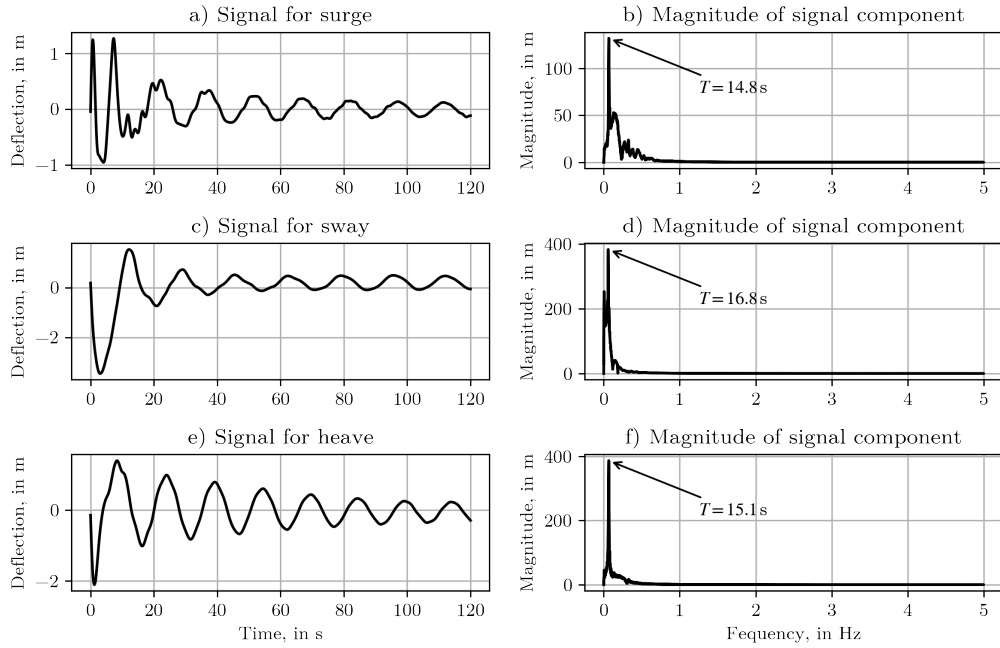 a) Signal for surge
b) Magnitude of signal component
Deflection, in m
1
0
−1
0 20 40 60 80 100 120
Magnitude, in m
100
50
0
T = 14.8 s
0 1 2 3 4 5
c) Signal for sway
d) Magnitude of signal component
Deflection, in m
0
−2
0 20 40 60 80 100 120
Magnitude, in m
400
200
0
T = 16.8 s
0 1 2 3 4 5
e) Signal for heave
f) Magnitude of signal component
Deflection, in m
0
−2
0 20 40 60 80 100 120
Time, in s
Magnitude, in m
400
200
0
T = 15.1 s
0 1 2 3 4 5
Fequency, in Hz